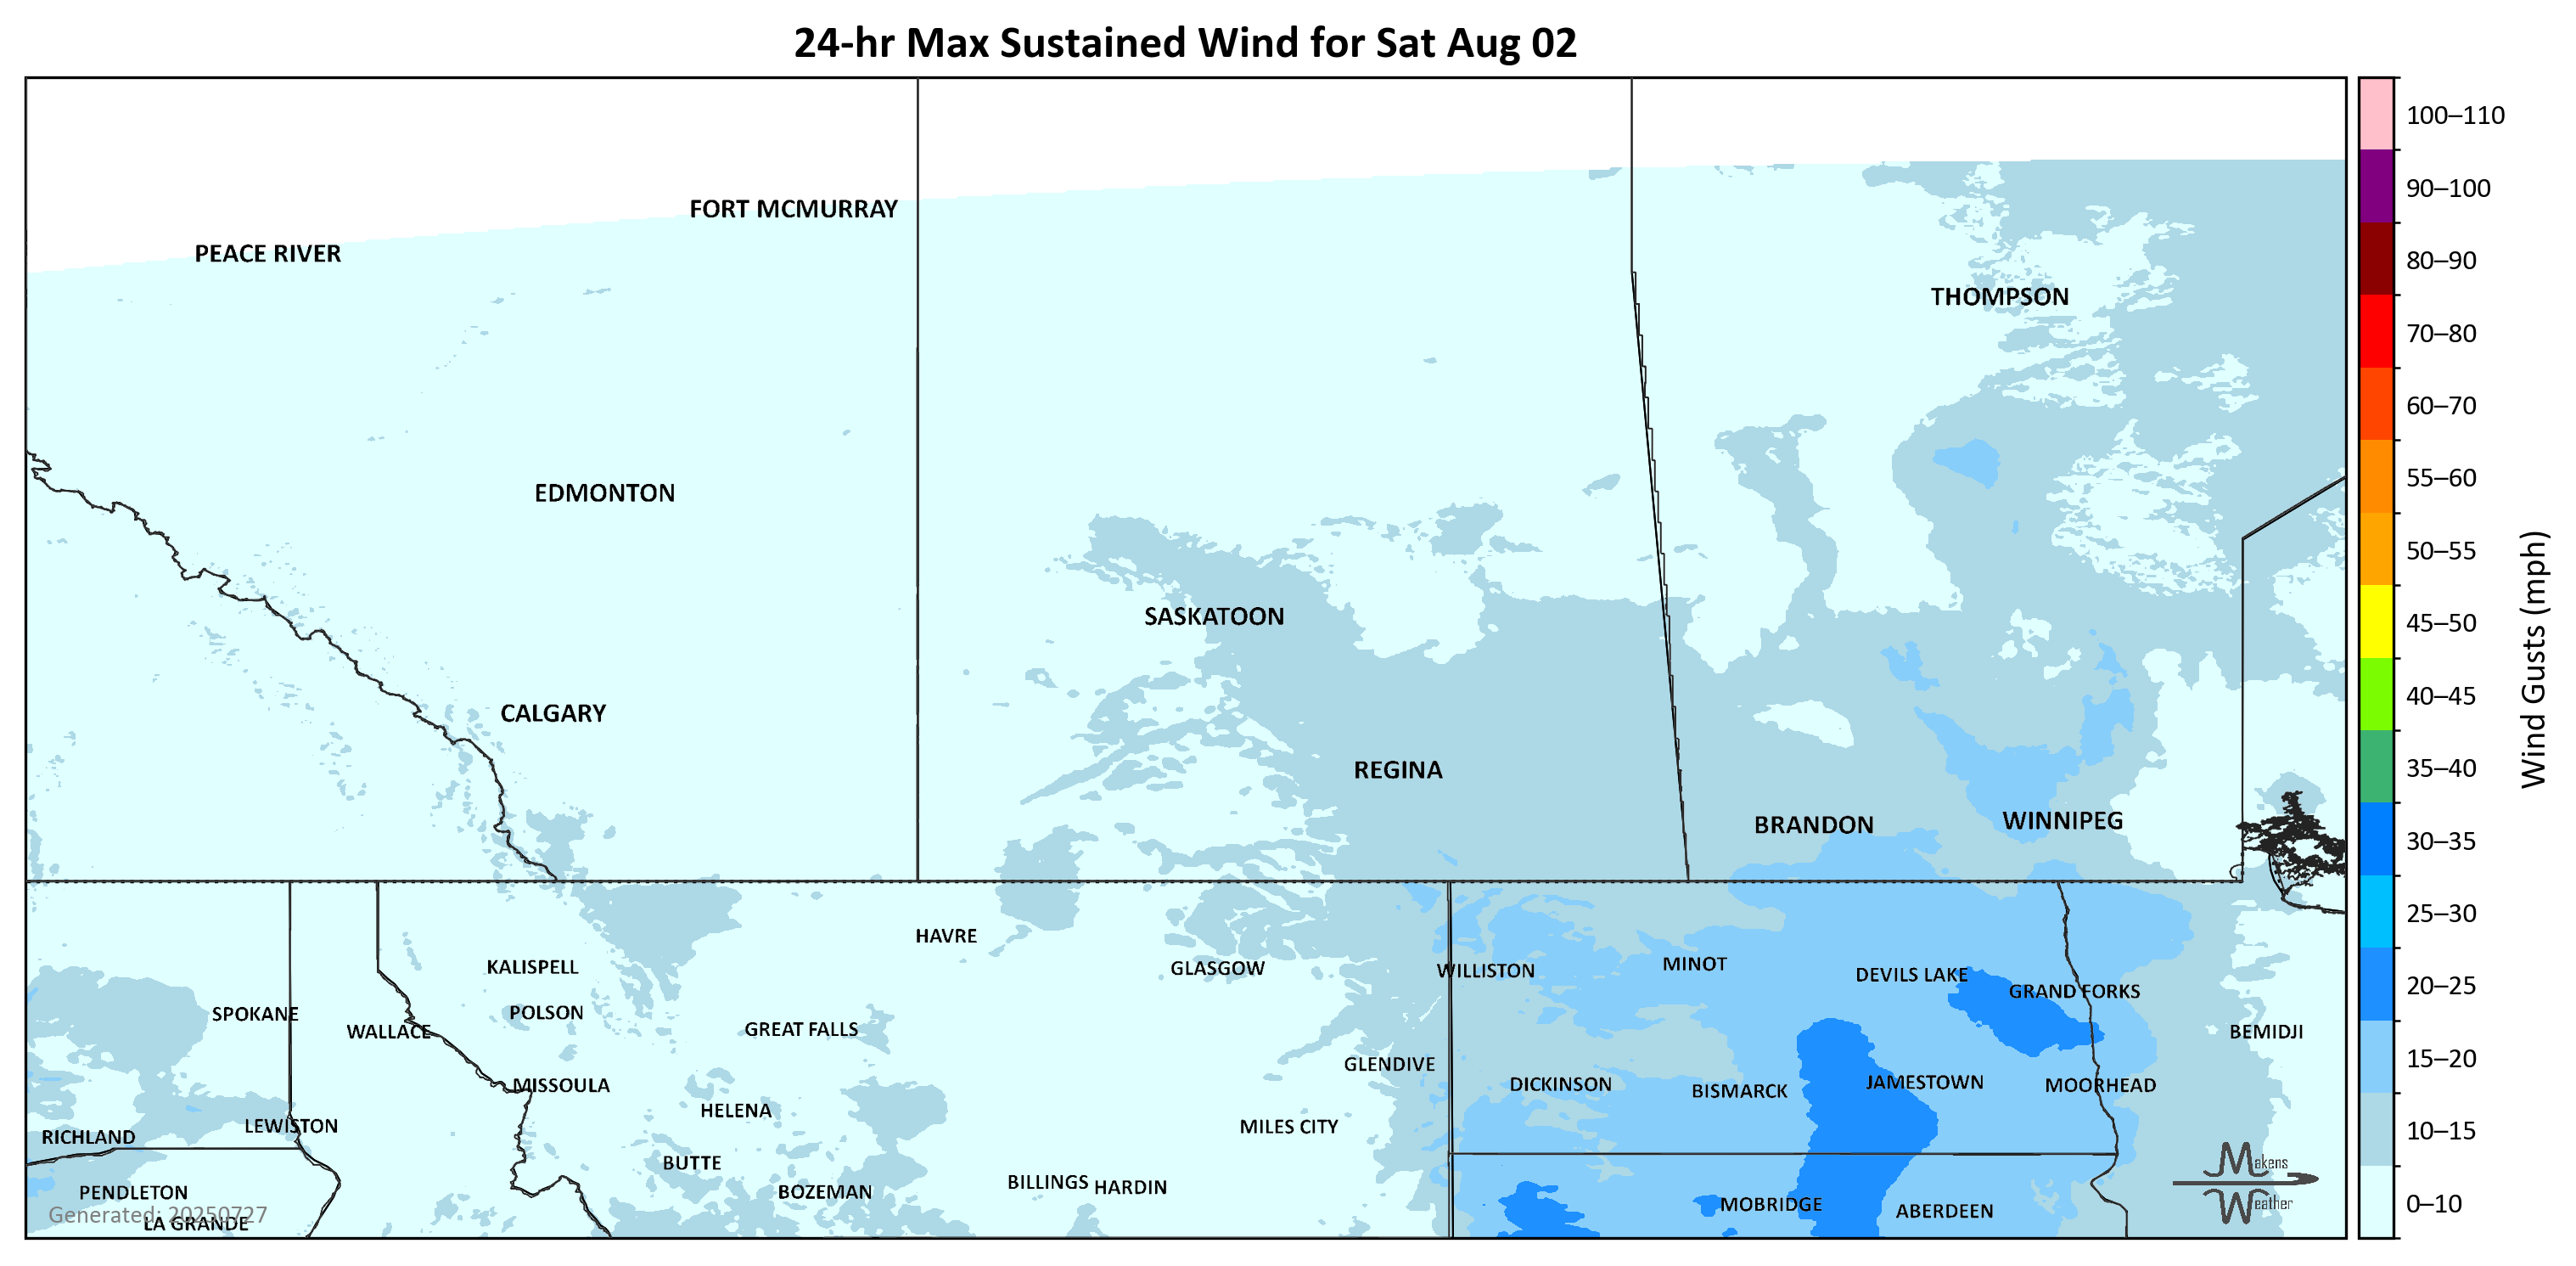 24-hr Max Sustained Wind for Sat Aug 02
100–110
90–100
80–90
70–80
60–70
55–60
50–55
45–50
40–45
35–40
30–35
25–30
20–25
15–20
10–15
0–10
Wind Gusts (mph)
FORT MCMURRAY
PEACE RIVER
THOMPSON
EDMONTON
SASKATOON
CALGARY
REGINA
BRANDON
WINNIPEG
HAVRE
KALISPELL
GLASGOW
WILLISTON
MINOT
DEVILS LAKE
GRAND FORKS
SPOKANE
POLSON
WALLACE
GREAT FALLS
BEMIDJI
GLENDIVE
MISSOULA
DICKINSON
BISMARCK
JAMESTOWN
MOORHEAD
HELENA
LEWISTON
MILES CITY
RICHLAND
BUTTE
PENDLETON
BOZEMAN
BILLINGS
HARDIN
MOBRIDGE
ABERDEEN
Generated: 20250727
LA GRANDE
Makens
Weather